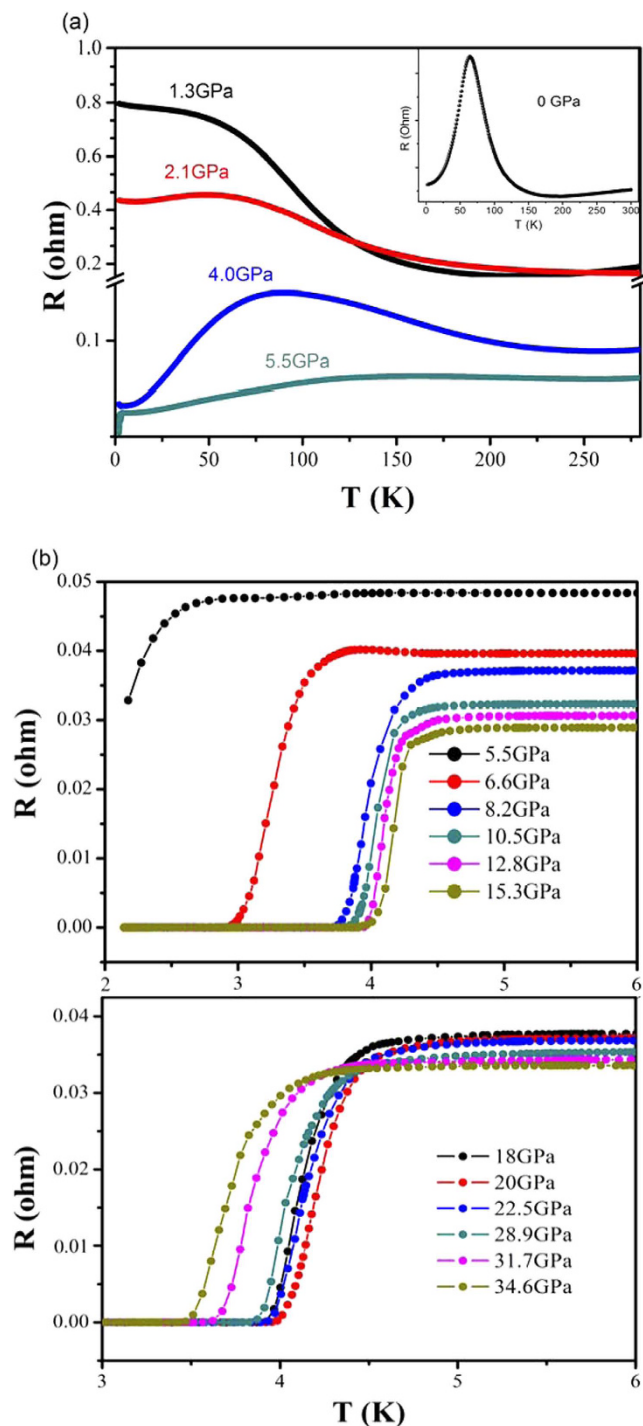 (a)
1.0
0.8
0.6
0.4
0.2
0.1
R (ohm)
1.3GPa
2.1GPa
4.0GPa
5.5GPa
R (Ohm)
0 GPa
0 50 100 150 200 250 300
T (K)
0 50 100 150 200 250
T (K)
(b)
0.05
0.04
0.03
0.02
0.01
0.00
R (ohm)
5.5GPa
6.6GPa
8.2GPa
10.5GPa
12.8GPa
15.3GPa
2 3 4 5 6
0.04
0.03
0.02
0.01
0.00
R (ohm)
18GPa
20GPa
22.5GPa
28.9GPa
31.7GPa
34.6GPa
3 4 5 6
T (K)